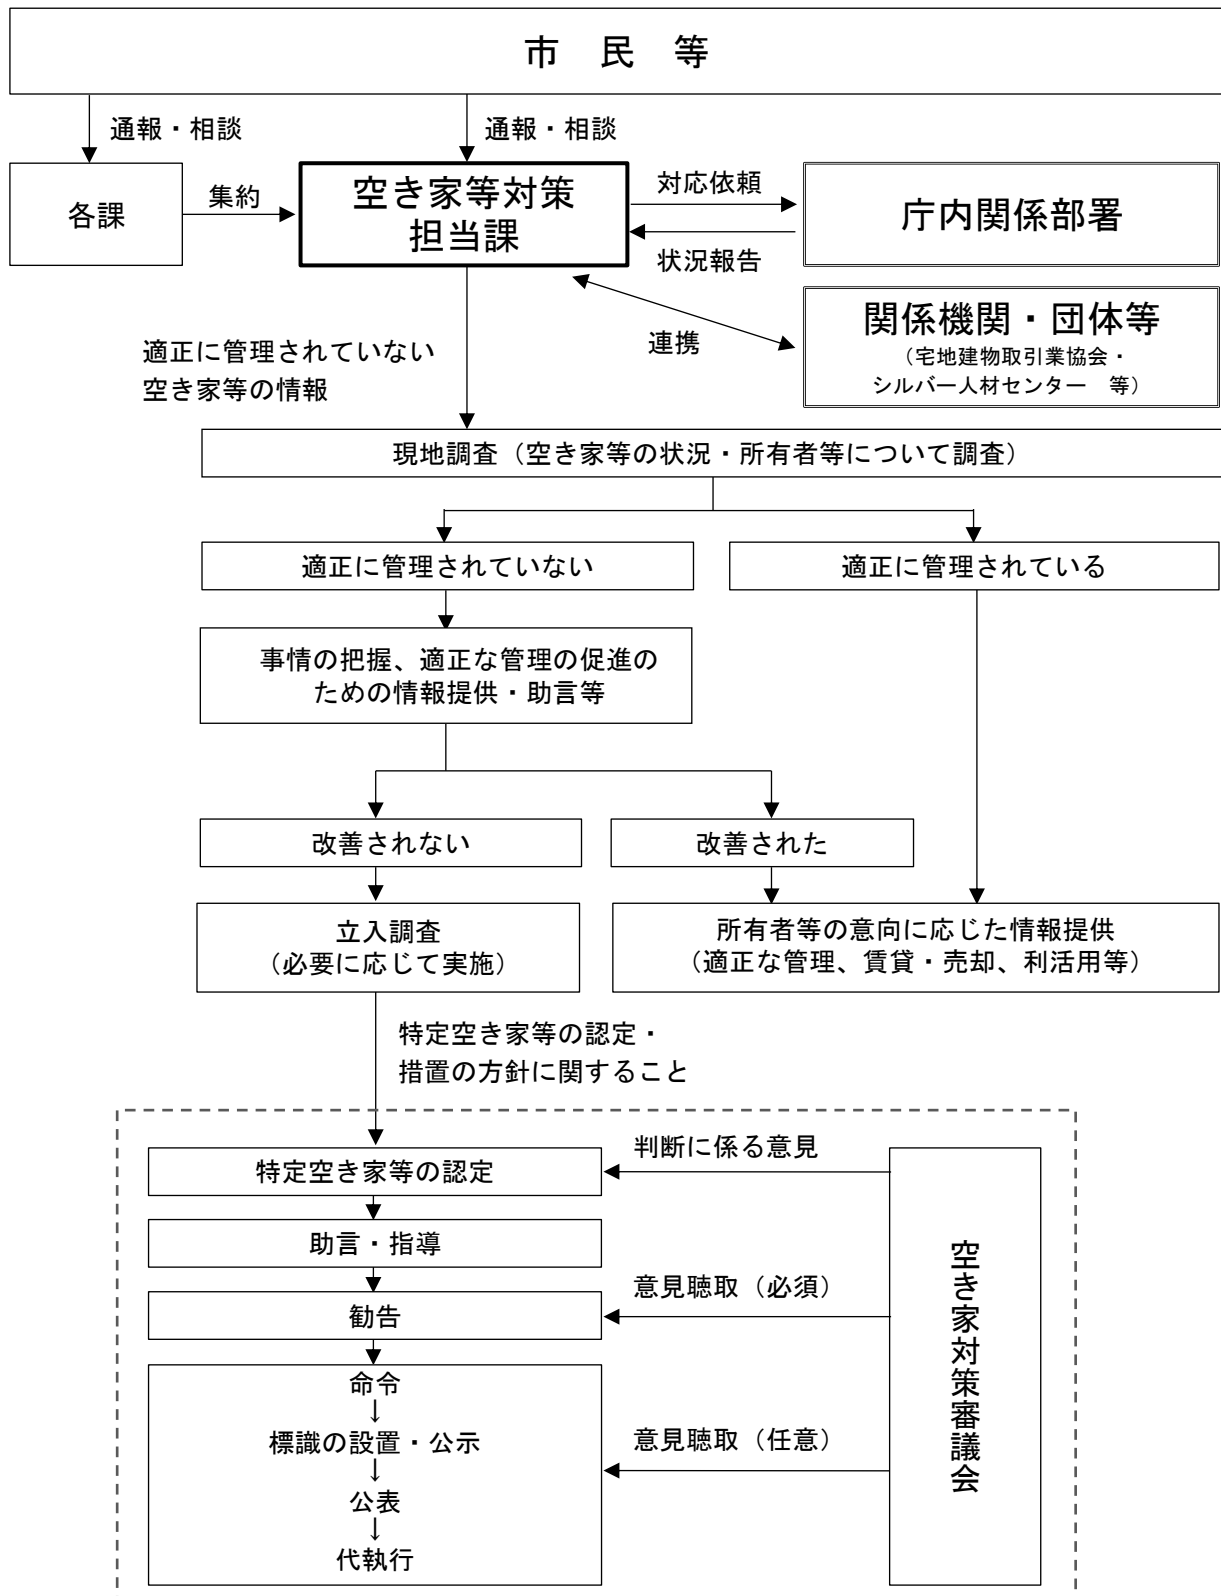 市　民　等
通報・相談
通報・相談
各課
集約
空き家等対策
担当課
対応依頼
状況報告
庁内関係部署
連携
関係機関・団体等
（宅地建物取引業協会・
シルバー人材センター　等）
適正に管理されていない
空き家等の情報
現地調査（空き家等の状況・所有者等について調査）
適正に管理されていない
適正に管理されている
事情の把握、適正な管理の促進の
ための情報提供・助言等
改善されない
改善された
立入調査
（必要に応じて実施）
所有者等の意向に応じた情報提供
（適正な管理、賃貸・売却、利活用等）
特定空き家等の認定・
措置の方針に関すること
特定空き家等の認定
判断に係る意見
助言・指導
勧告
意見聴取（必須）
命令
↓
標識の設置・公示
↓
公表
↓
代執行
意見聴取（任意）
空き家対策審議会